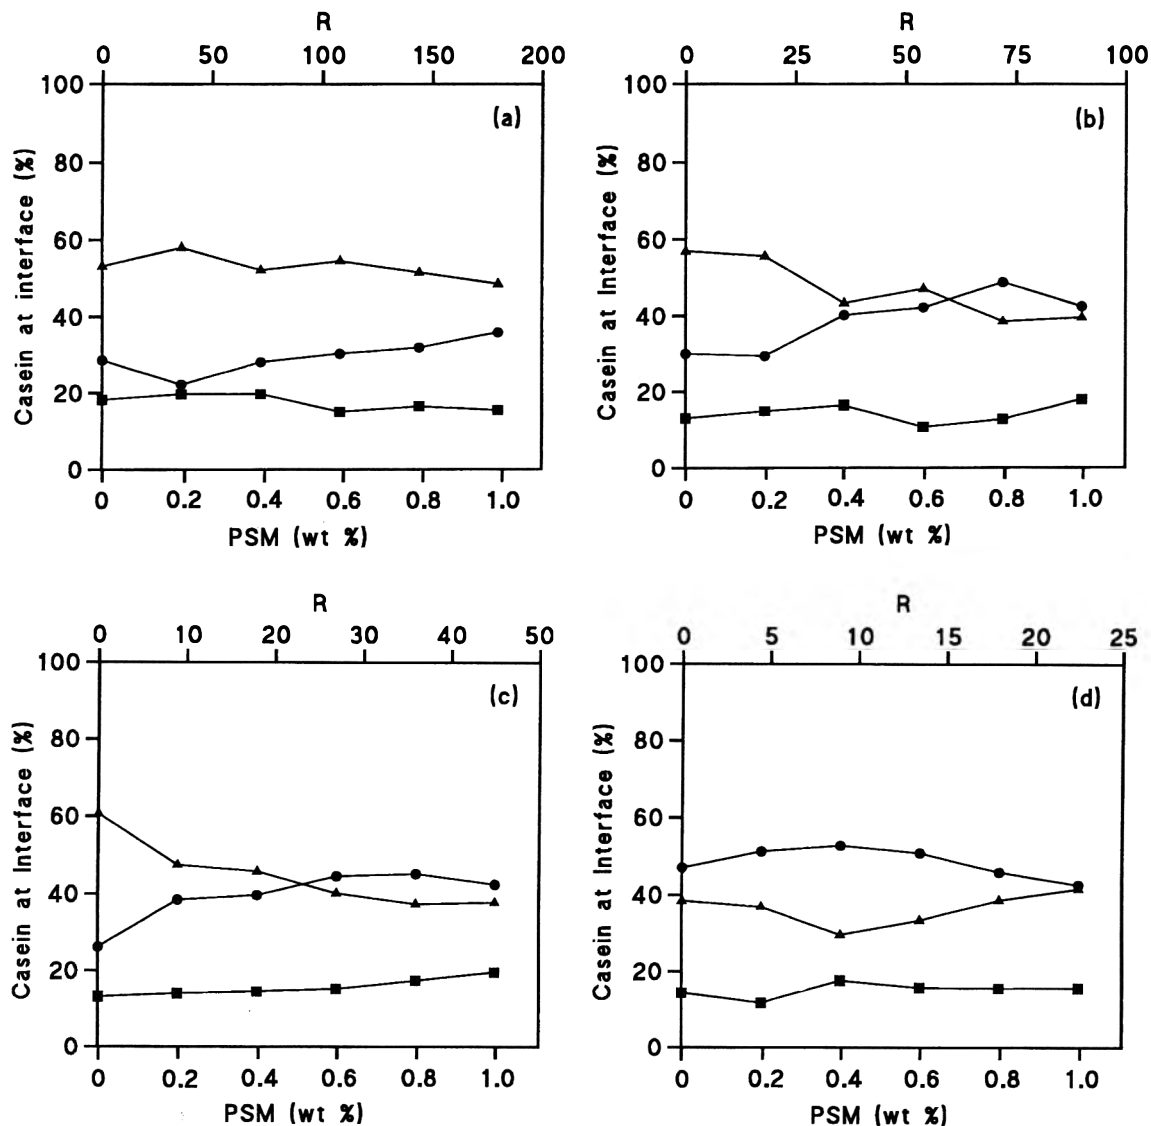 R
0 50 100 150 200
100
80
60
40
20
0
Casein at interface (%)
(a)
0 0.2 0.4 0.6 0.8 1.0
PSM (wt %)
R
0 25 50 75 100
100
80
60
40
20
0
Casein at Interface (%)
(b)
0 0.2 0.4 0.6 0.8 1.0
PSM (wt %)
R
0 10 20 30 40 50
100
80
60
40
20
0
Casein at Interface (%)
(c)
0 0.2 0.4 0.6 0.8 1.0
PSM (wt %)
R
0 5 10 15 20 25
100
80
60
40
20
0
Casein at Interface (%)
(d)
0 0.2 0.4 0.6 0.8 1.0
PSM (wt %)